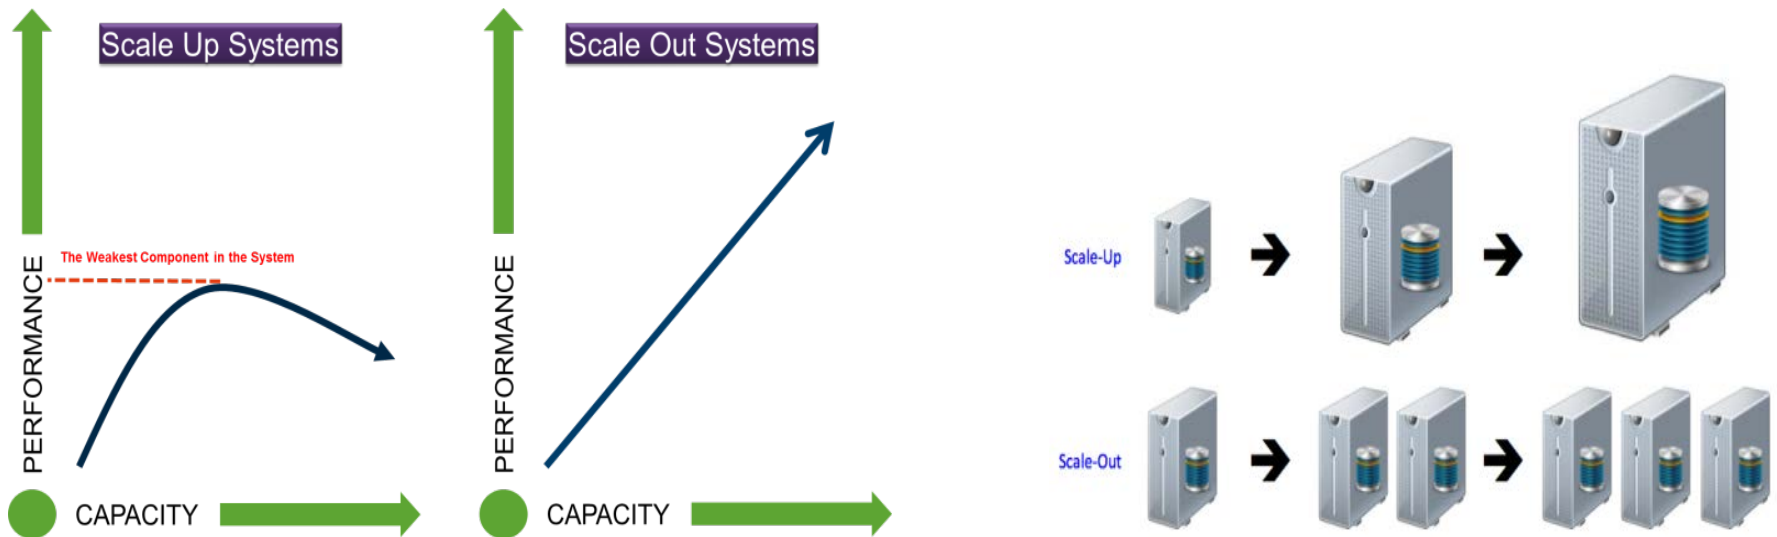 Scale Up Systems
The Weakest Component in the System
PERFORMANCE
CAPACITY
Scale Out Systems
PERFORMANCE
CAPACITY
Scale-Up
Scale-Out